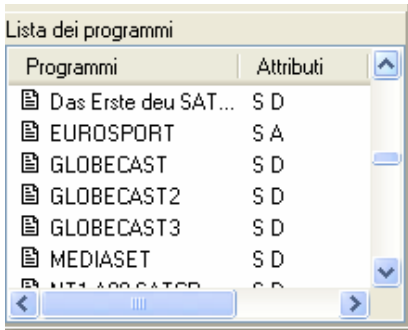 Lista dei programmi
Programmi Attributi
Das Erste deu SAT... S D
EUROSPORT S A
GLOBECAST S D
GLOBECAST2 S D
GLOBECAST3 S D
MEDIASET S D